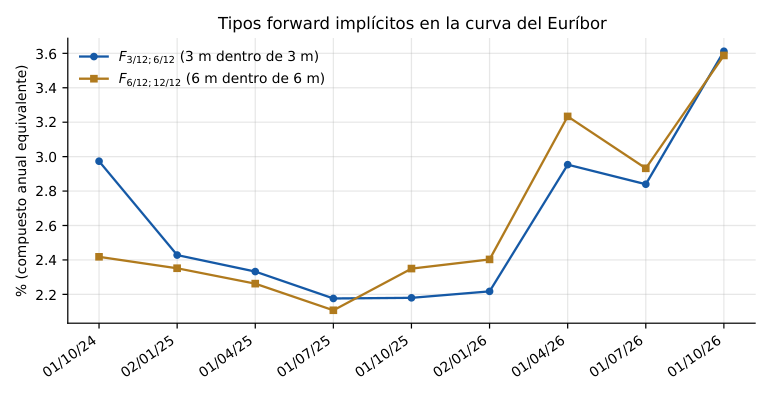 Tipos forward implícitos en la curva del Euríbor
F3/12; 6/12 (3 m dentro de 3 m)
F6/12; 12/12 (6 m dentro de 6 m)
% (compuesto anual equivalente)
3.6
3.4
3.2
3.0
2.8
2.6
2.4
2.2
01/10/24 02/01/25 01/04/25 01/07/25 01/10/25 02/01/26 01/04/26 01/07/26 01/10/26